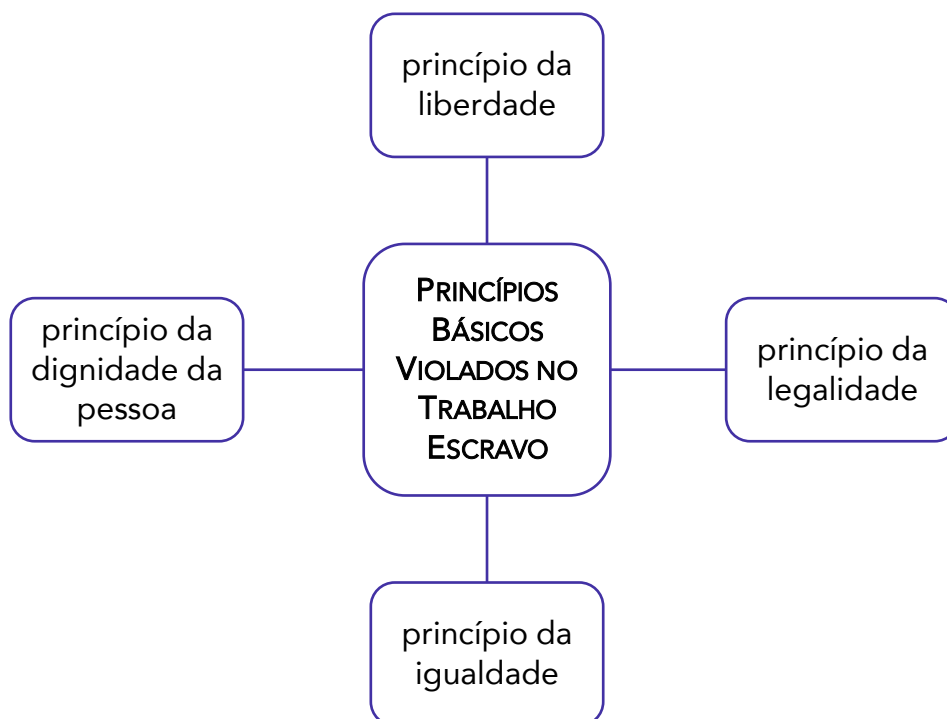 princípio da
liberdade
princípio da
dignidade da
pessoa
PRINCÍPIOS
BÁSICOS
VIOLADOS NO
TRABALHO
ESCRAVO
princípio da
legalidade
princípio da
igualdade